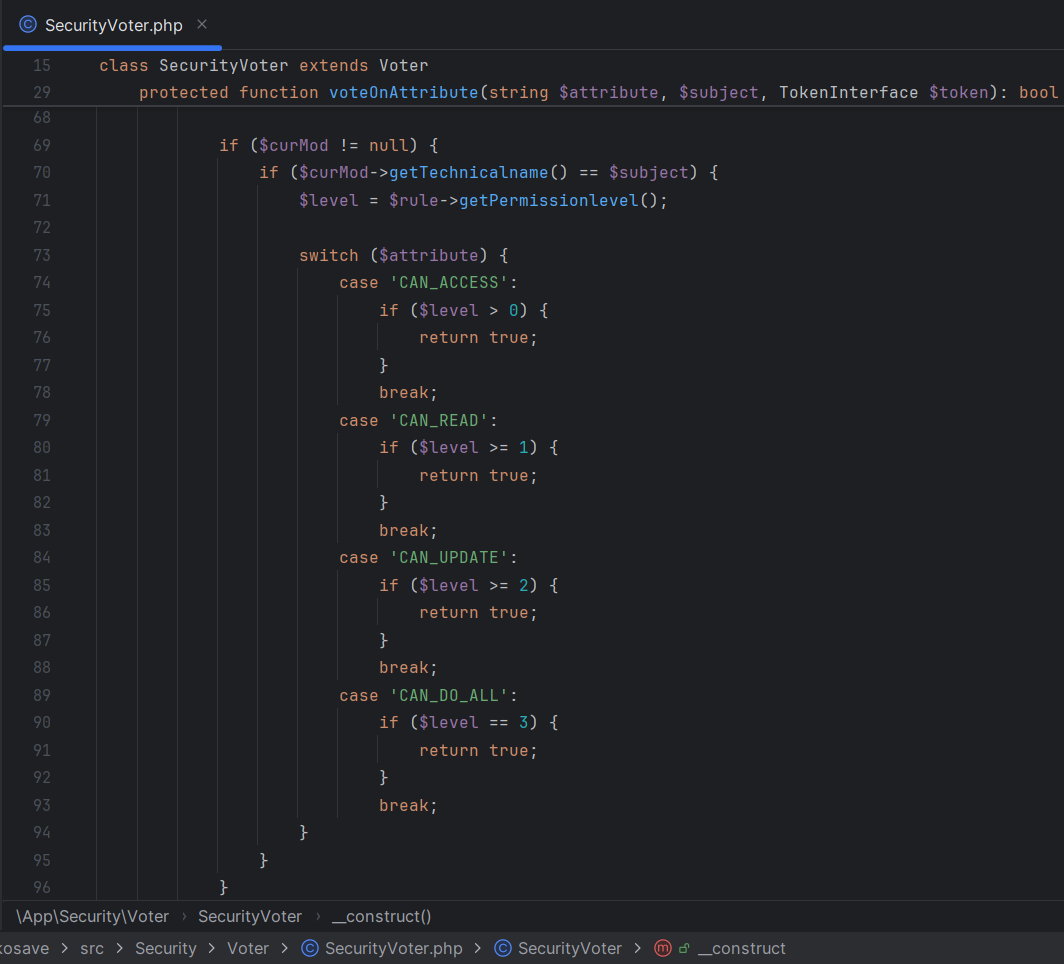 SecurityVoter.php
15 class SecurityVoter extends Voter
29 protected function voteOnAttribute(string $attribute, $subject, TokenInterface $token): bool
68
69 if ($curMod != null) {
70 if ($curMod->getTechnicalname() == $subject) {
71 $level = $rule->getPermissionlevel();
72
73 switch ($attribute) {
74 case 'CAN_ACCESS':
75 if ($level > 0) {
76 return true;
77 }
78 break;
79 case 'CAN_READ':
80 if ($level >= 1) {
81 return true;
82 }
83 break;
84 case 'CAN_UPDATE':
85 if ($level >= 2) {
86 return true;
87 }
88 break;
89 case 'CAN_DO_ALL':
90 if ($level == 3) {
91 return true;
92 }
93 break;
94 }
95 }
96 }
\App\Security\Voter › SecurityVoter › __construct()
kosave > src > Security > Voter > SecurityVoter.php > SecurityVoter > __construct